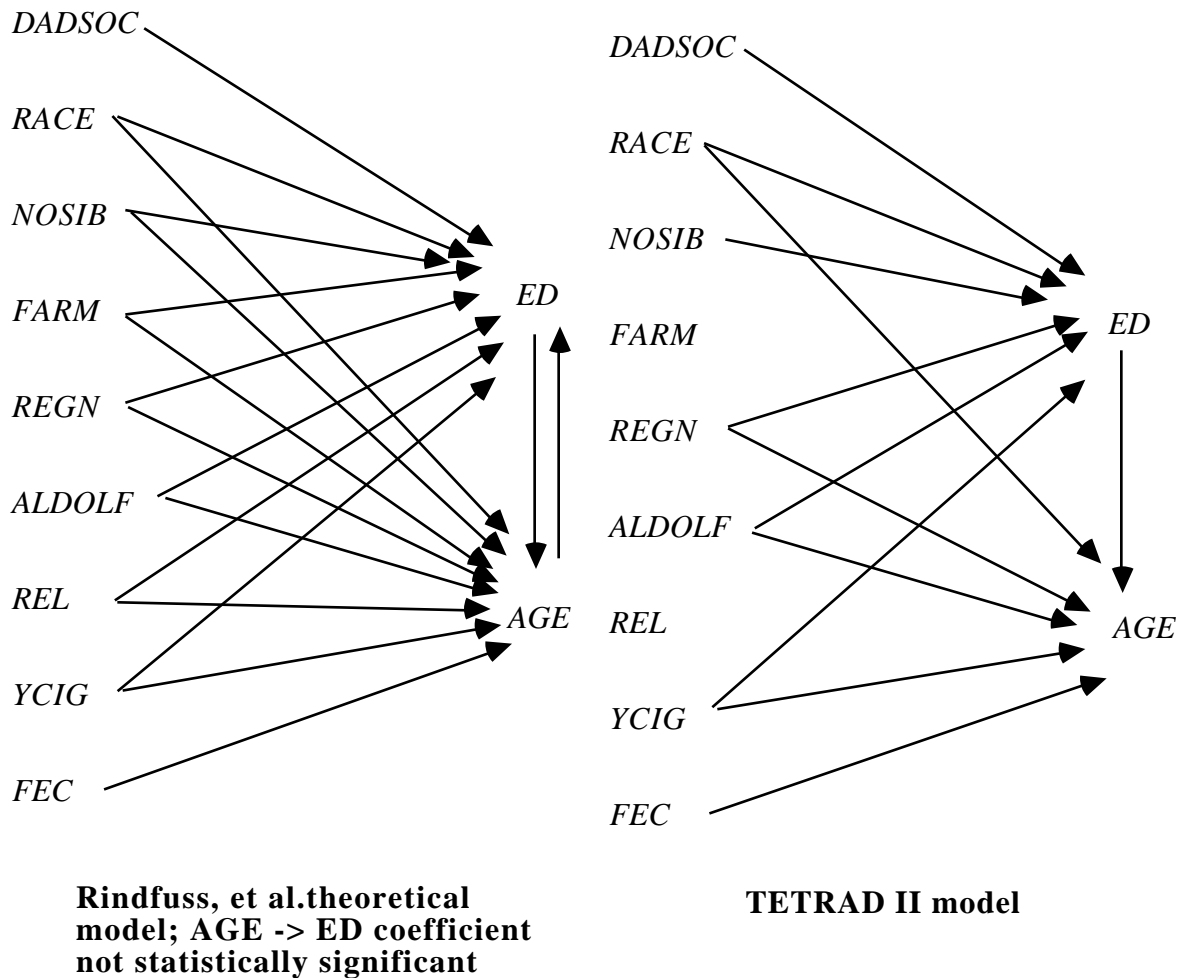 DADSOC
RACE
NOSIB
FARM
REGN
ALDOLF
REL
YCIG
FEC
ED
AGE
Rindfuss, et al.theoretical
model; AGE -> ED coefficient
not statistically significant
DADSOC
RACE
NOSIB
FARM
REGN
ALDOLF
REL
YCIG
FEC
ED
AGE
TETRAD II model